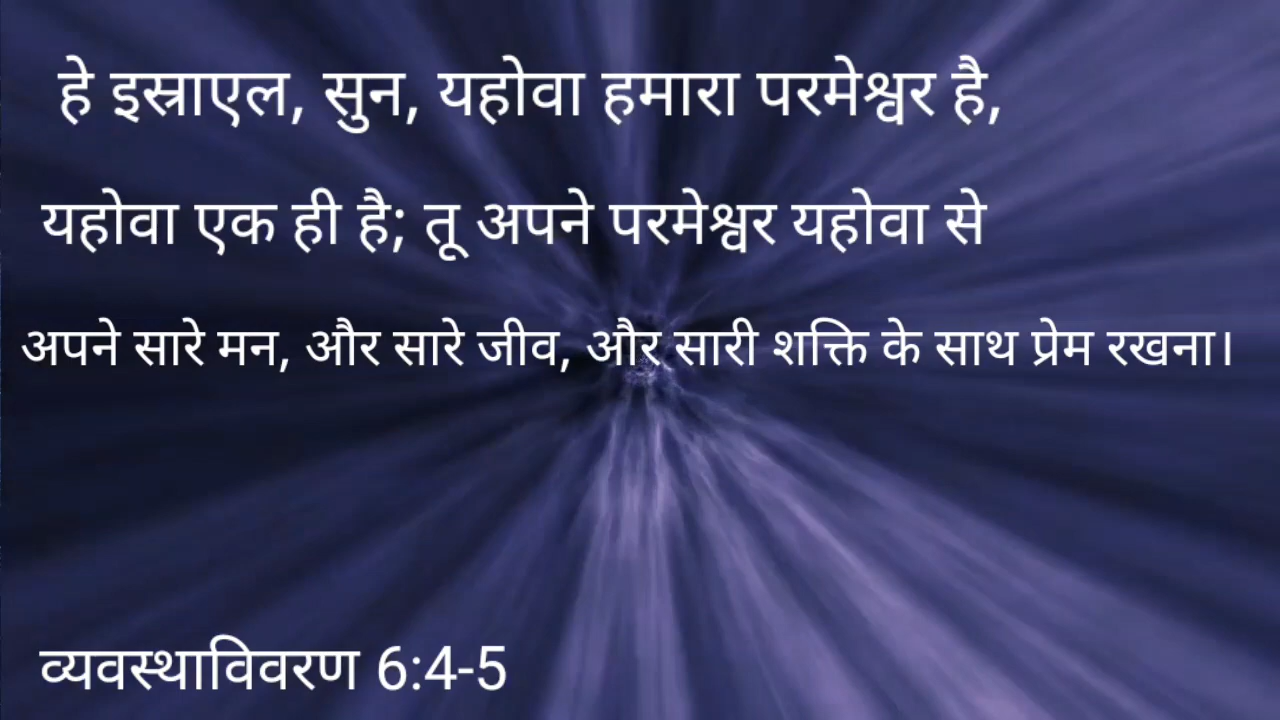 हे इस्राएल, सुन, यहोवा हमारा परमेश्वर है,
यहोवा एक ही है; तू अपने परमेश्वर यहोवा से
अपने सारे मन, और सारे जीव, और सारी शक्ति के साथ प्रेम रखना।
व्यवस्थाविवरण 6:4-5